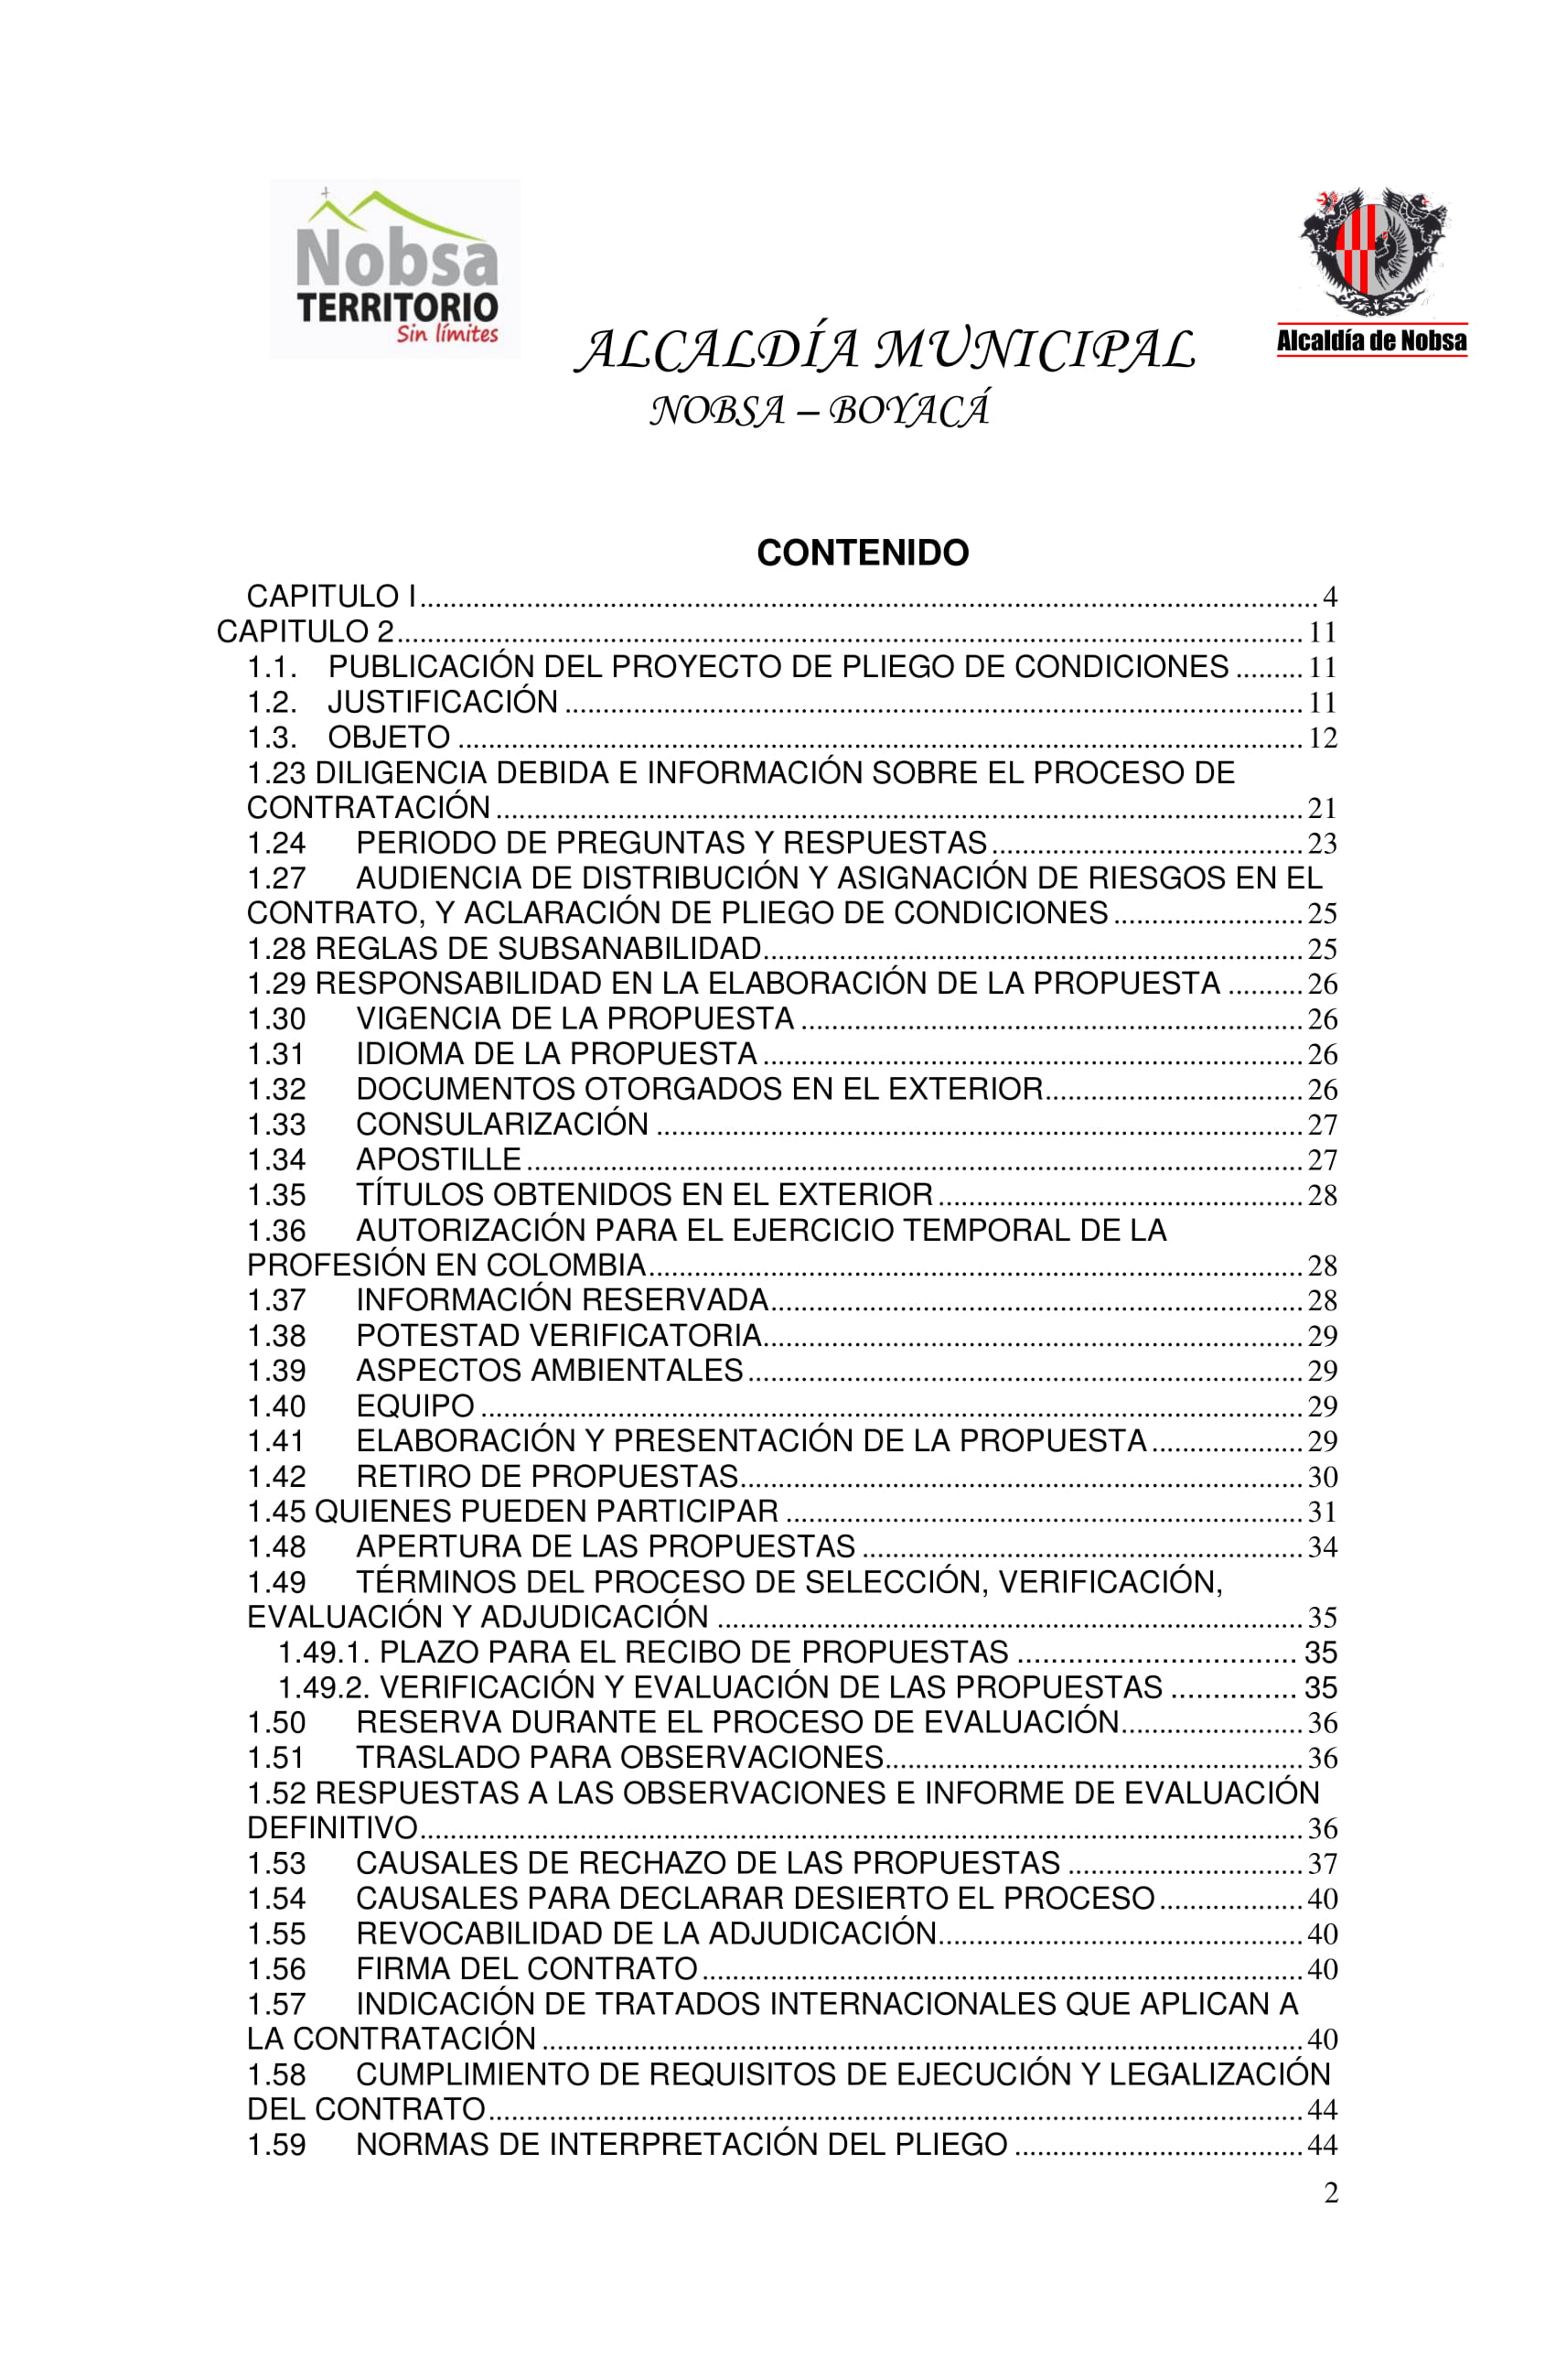 Nobsa
TERRITORIO
Sin límites
Alcaldía de Nobsa
ALCALDÍA MUNICIPAL
NOBSA – BOYACÁ
CONTENIDO
CAPITULO I.......... 4
CAPITULO 2.......... 11
1.1. PUBLICACIÓN DEL PROYECTO DE PLIEGO DE CONDICIONES ......... 11
1.2. JUSTIFICACIÓN .......... 11
1.3. OBJETO .......... 12
1.23 DILIGENCIA DEBIDA E INFORMACIÓN SOBRE EL PROCESO DE
CONTRATACIÓN .......... 21
1.24 PERIODO DE PREGUNTAS Y RESPUESTAS.......... 23
1.27 AUDIENCIA DE DISTRIBUCIÓN Y ASIGNACIÓN DE RIESGOS EN EL
CONTRATO, Y ACLARACIÓN DE PLIEGO DE CONDICIONES .......... 25
1.28 REGLAS DE SUBSANABILIDAD.......... 25
1.29 RESPONSABILIDAD EN LA ELABORACIÓN DE LA PROPUESTA .......... 26
1.30 VIGENCIA DE LA PROPUESTA .......... 26
1.31 IDIOMA DE LA PROPUESTA .......... 26
1.32 DOCUMENTOS OTORGADOS EN EL EXTERIOR.......... 26
1.33 CONSULARIZACIÓN .......... 27
1.34 APOSTILLE .......... 27
1.35 TÍTULOS OBTENIDOS EN EL EXTERIOR .......... 28
1.36 AUTORIZACIÓN PARA EL EJERCICIO TEMPORAL DE LA
PROFESIÓN EN COLOMBIA.......... 28
1.37 INFORMACIÓN RESERVADA.......... 28
1.38 POTESTAD VERIFICATORIA.......... 29
1.39 ASPECTOS AMBIENTALES.......... 29
1.40 EQUIPO .......... 29
1.41 ELABORACIÓN Y PRESENTACIÓN DE LA PROPUESTA .......... 29
1.42 RETIRO DE PROPUESTAS.......... 30
1.45 QUIENES PUEDEN PARTICIPAR .......... 31
1.48 APERTURA DE LAS PROPUESTAS .......... 34
1.49 TÉRMINOS DEL PROCESO DE SELECCIÓN, VERIFICACIÓN,
EVALUACIÓN Y ADJUDICACIÓN .......... 35
1.49.1. PLAZO PARA EL RECIBO DE PROPUESTAS .......... 35
1.49.2. VERIFICACIÓN Y EVALUACIÓN DE LAS PROPUESTAS .......... 35
1.50 RESERVA DURANTE EL PROCESO DE EVALUACIÓN.......... 36
1.51 TRASLADO PARA OBSERVACIONES.......... 36
1.52 RESPUESTAS A LAS OBSERVACIONES E INFORME DE EVALUACIÓN
DEFINITIVO.......... 36
1.53 CAUSALES DE RECHAZO DE LAS PROPUESTAS .......... 37
1.54 CAUSALES PARA DECLARAR DESIERTO EL PROCESO.......... 40
1.55 REVOCABILIDAD DE LA ADJUDICACIÓN.......... 40
1.56 FIRMA DEL CONTRATO .......... 40
1.57 INDICACIÓN DE TRATADOS INTERNACIONALES QUE APLICAN A
LA CONTRATACIÓN .......... 40
1.58 CUMPLIMIENTO DE REQUISITOS DE EJECUCIÓN Y LEGALIZACIÓN
DEL CONTRATO.......... 44
1.59 NORMAS DE INTERPRETACIÓN DEL PLIEGO .......... 44
2